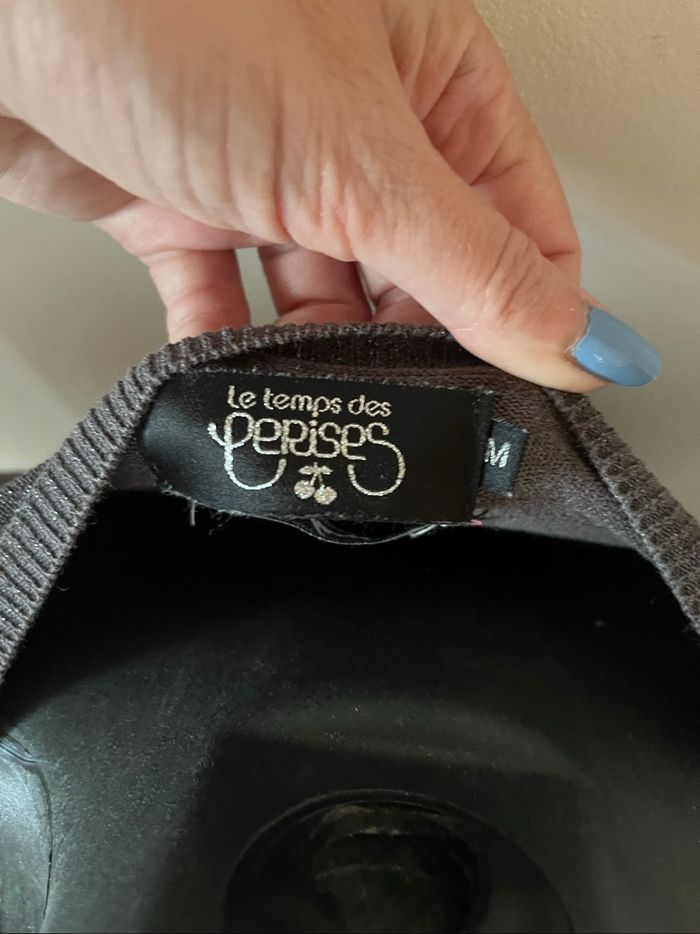 Le temps des
Cerises
M